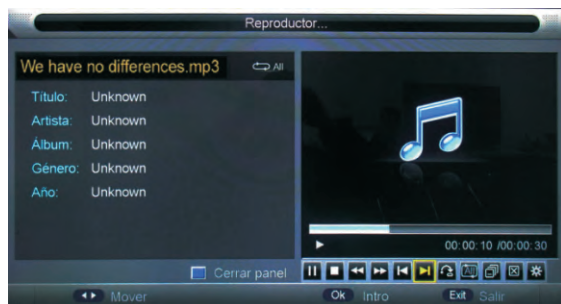 Reproductor...
We have no differences.mp3
All
Título: Unknown
Artista: Unknown
Álbum: Unknown
Género: Unknown
Año: Unknown
00:00:10 /00:00:30
Cerrar panel
All
Mover
Ok Intro
Exit Salir